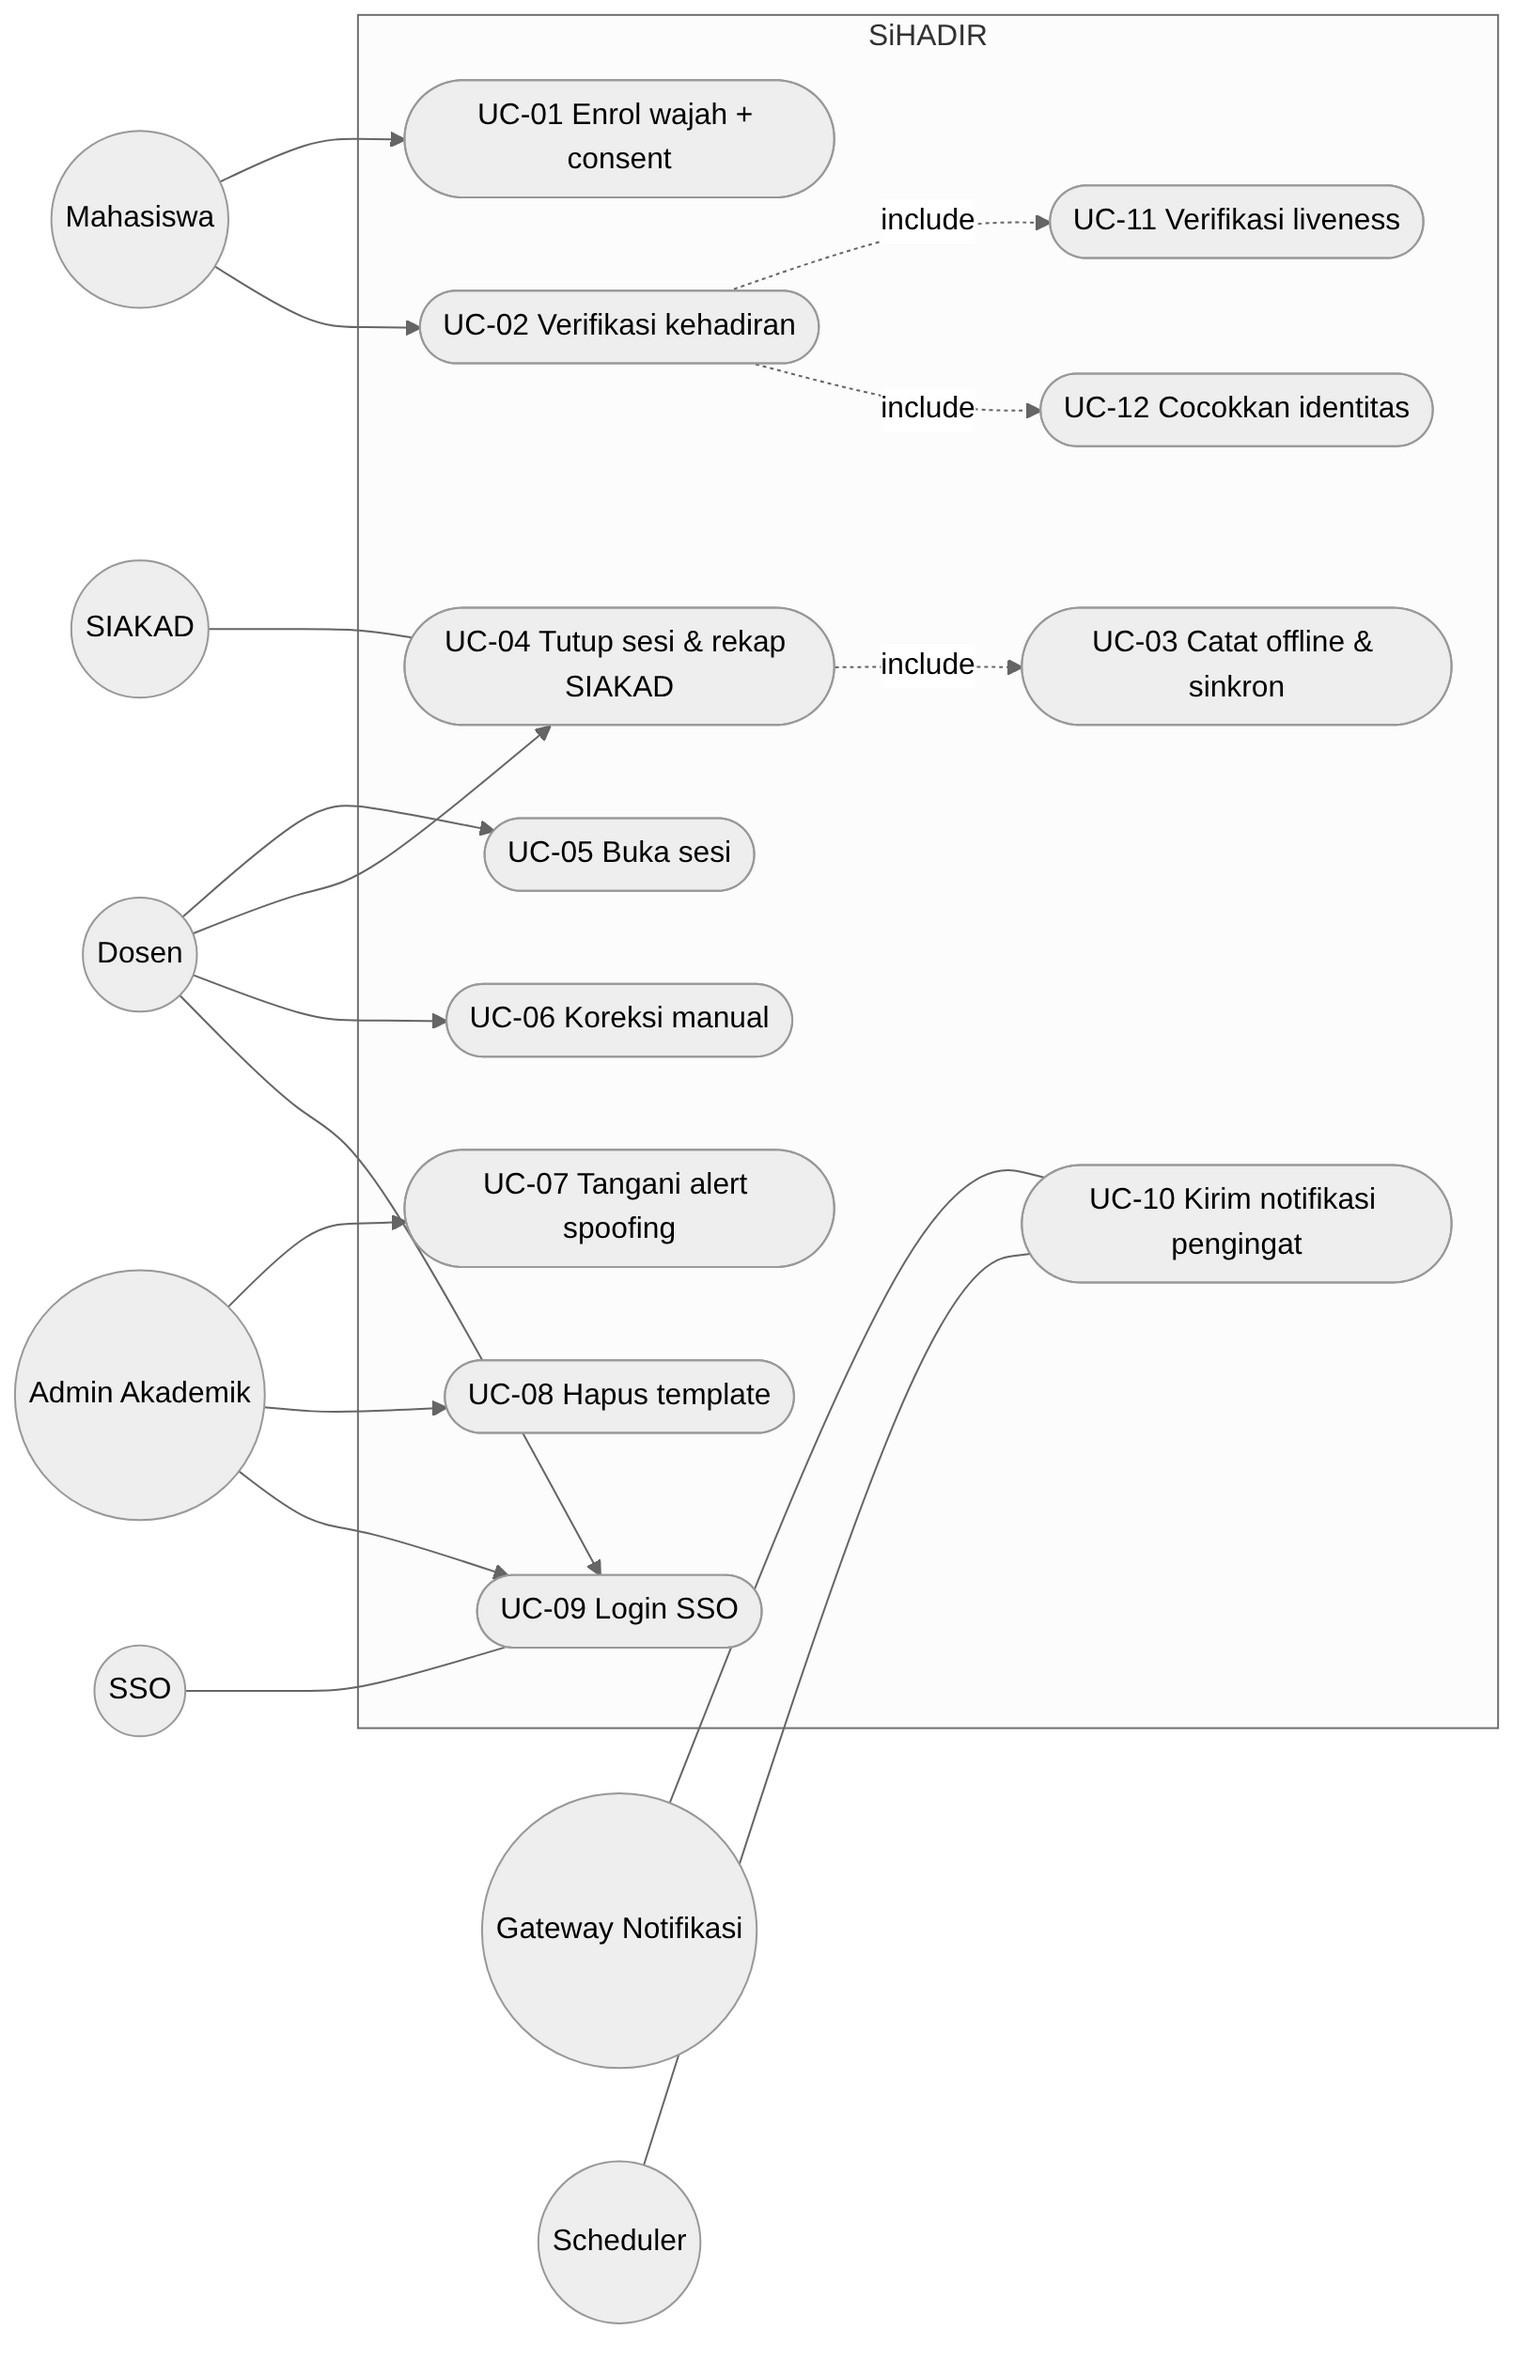 SiHADIR
UC-01 Enrol wajah +
consent
Mahasiswa
include
UC-11 Verifikasi liveness
UC-02 Verifikasi kehadiran
include
UC-12 Cocokkan identitas
SIAKAD
UC-04 Tutup sesi & rekap
SIAKAD
include
UC-03 Catat offline &
sinkron
UC-05 Buka sesi
Dosen
UC-06 Koreksi manual
UC-07 Tangani alert
spoofing
UC-10 Kirim notifikasi
pengingat
Admin Akademik
UC-08 Hapus template
UC-09 Login SSO
SSO
Gateway Notifikasi
Scheduler